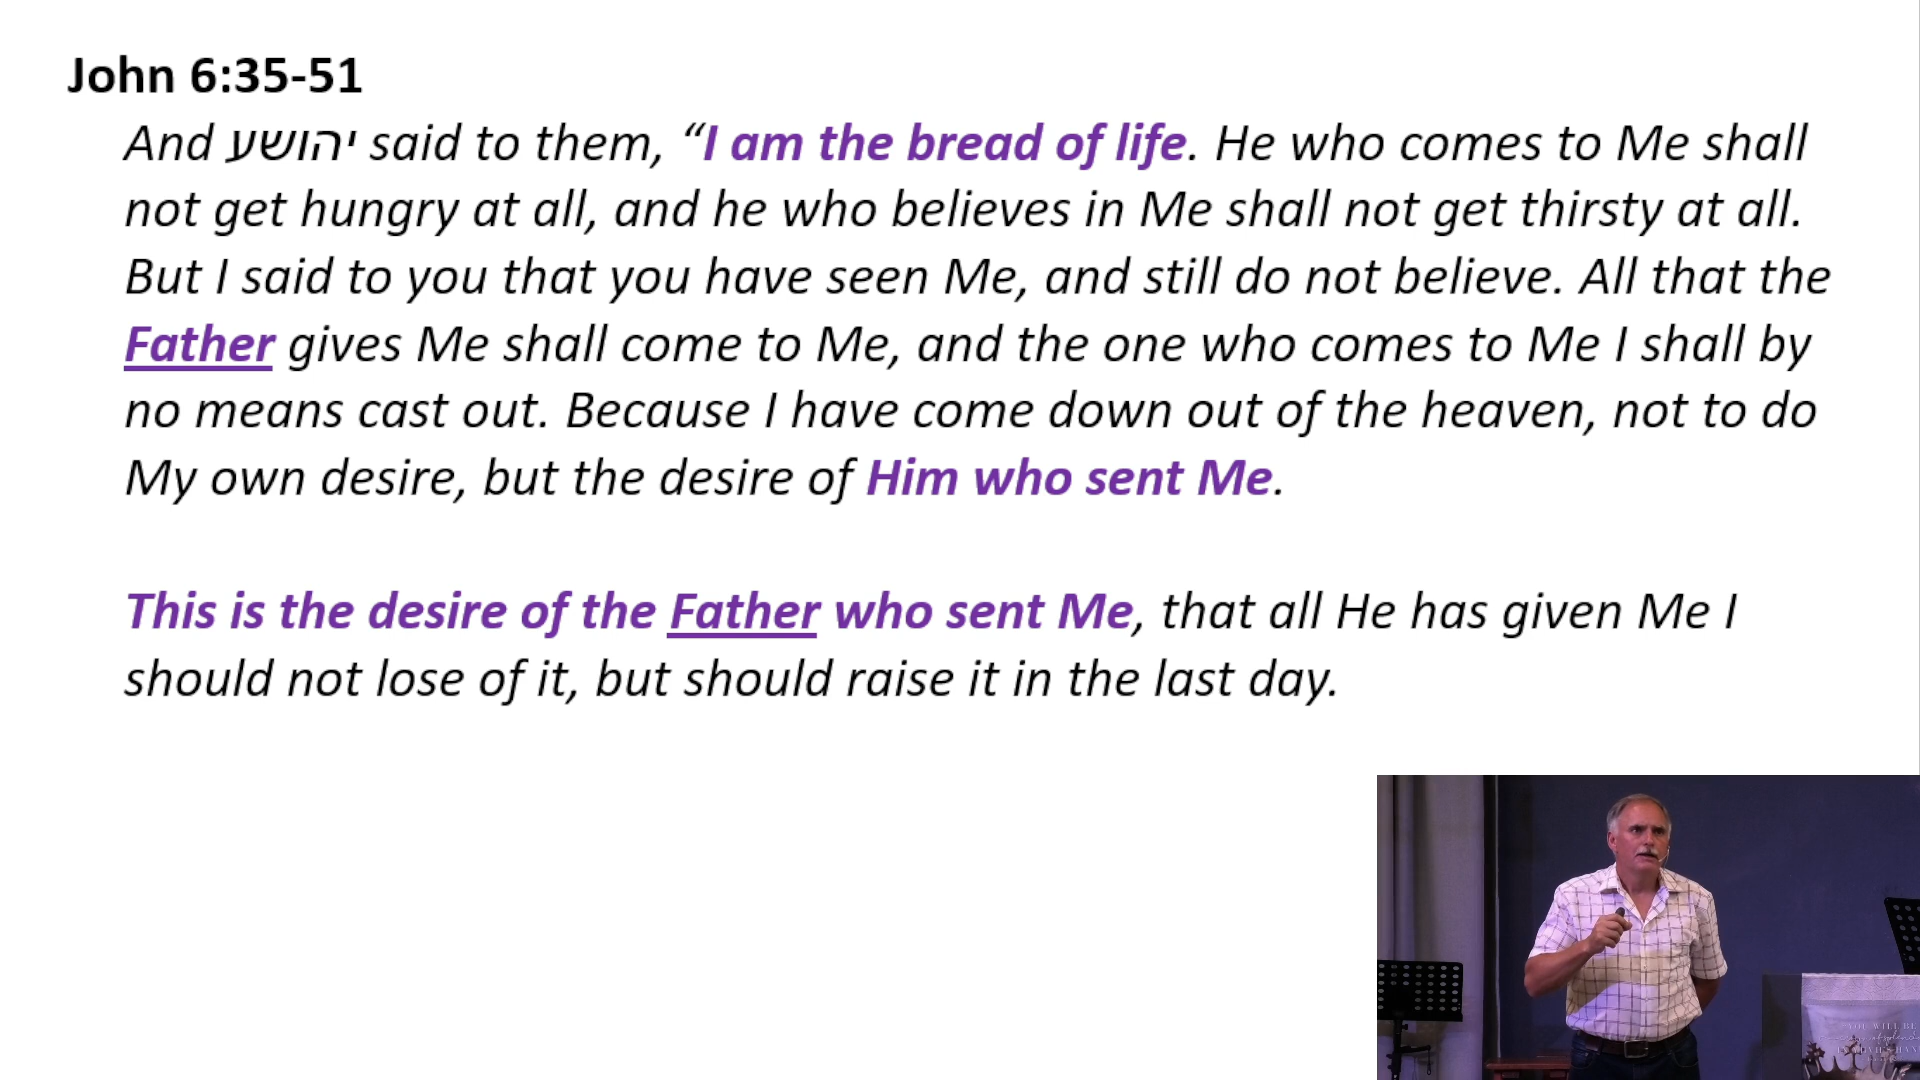 John 6:35-51
And יהושע said to them, “I am the bread of life. He who comes to Me shall
not get hungry at all, and he who believes in Me shall not get thirsty at all.
But I said to you that you have seen Me, and still do not believe. All that the
Father gives Me shall come to Me, and the one who comes to Me I shall by
no means cast out. Because I have come down out of the heaven, not to do
My own desire, but the desire of Him who sent Me.
This is the desire of the Father who sent Me, that all He has given Me I
should not lose of it, but should raise it in the last day.
YOU WILL BE